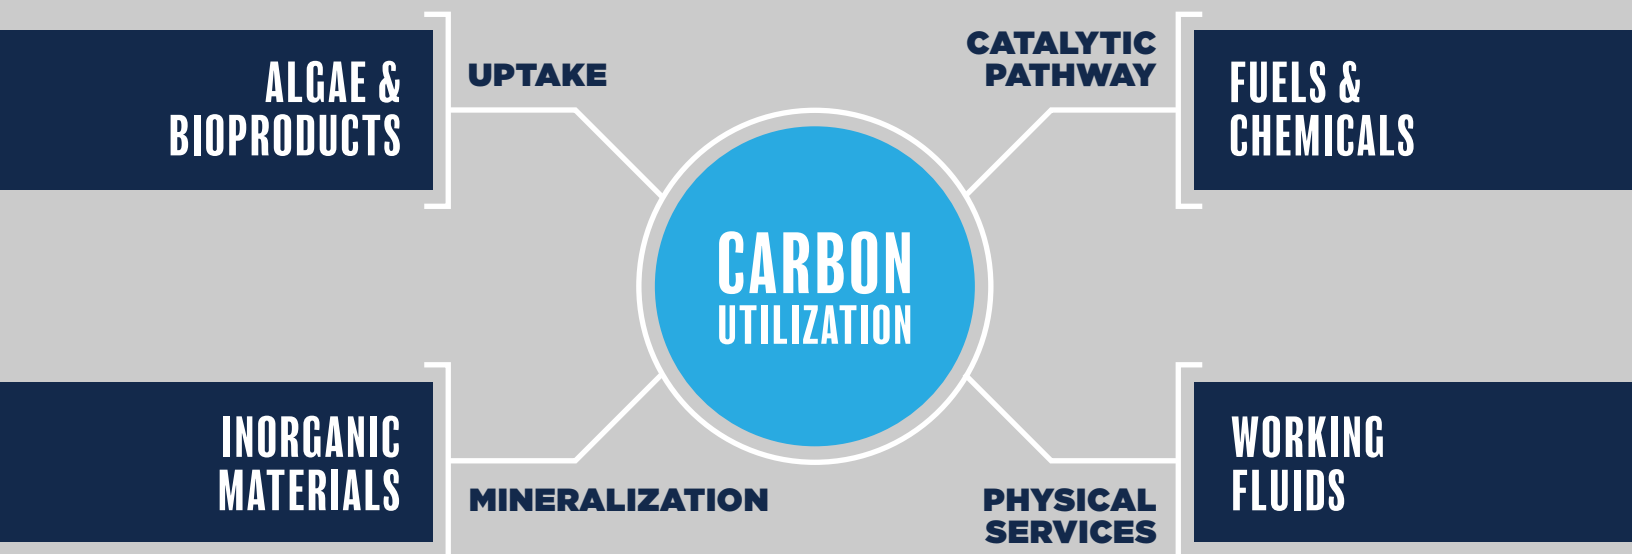 ALGAE &
BIOPRODUCTS
UPTAKE
CATALYTIC
PATHWAY
FUELS &
CHEMICALS
CARBON
UTILIZATION
INORGANIC
MATERIALS
MINERALIZATION
PHYSICAL
SERVICES
WORKING
FLUIDS